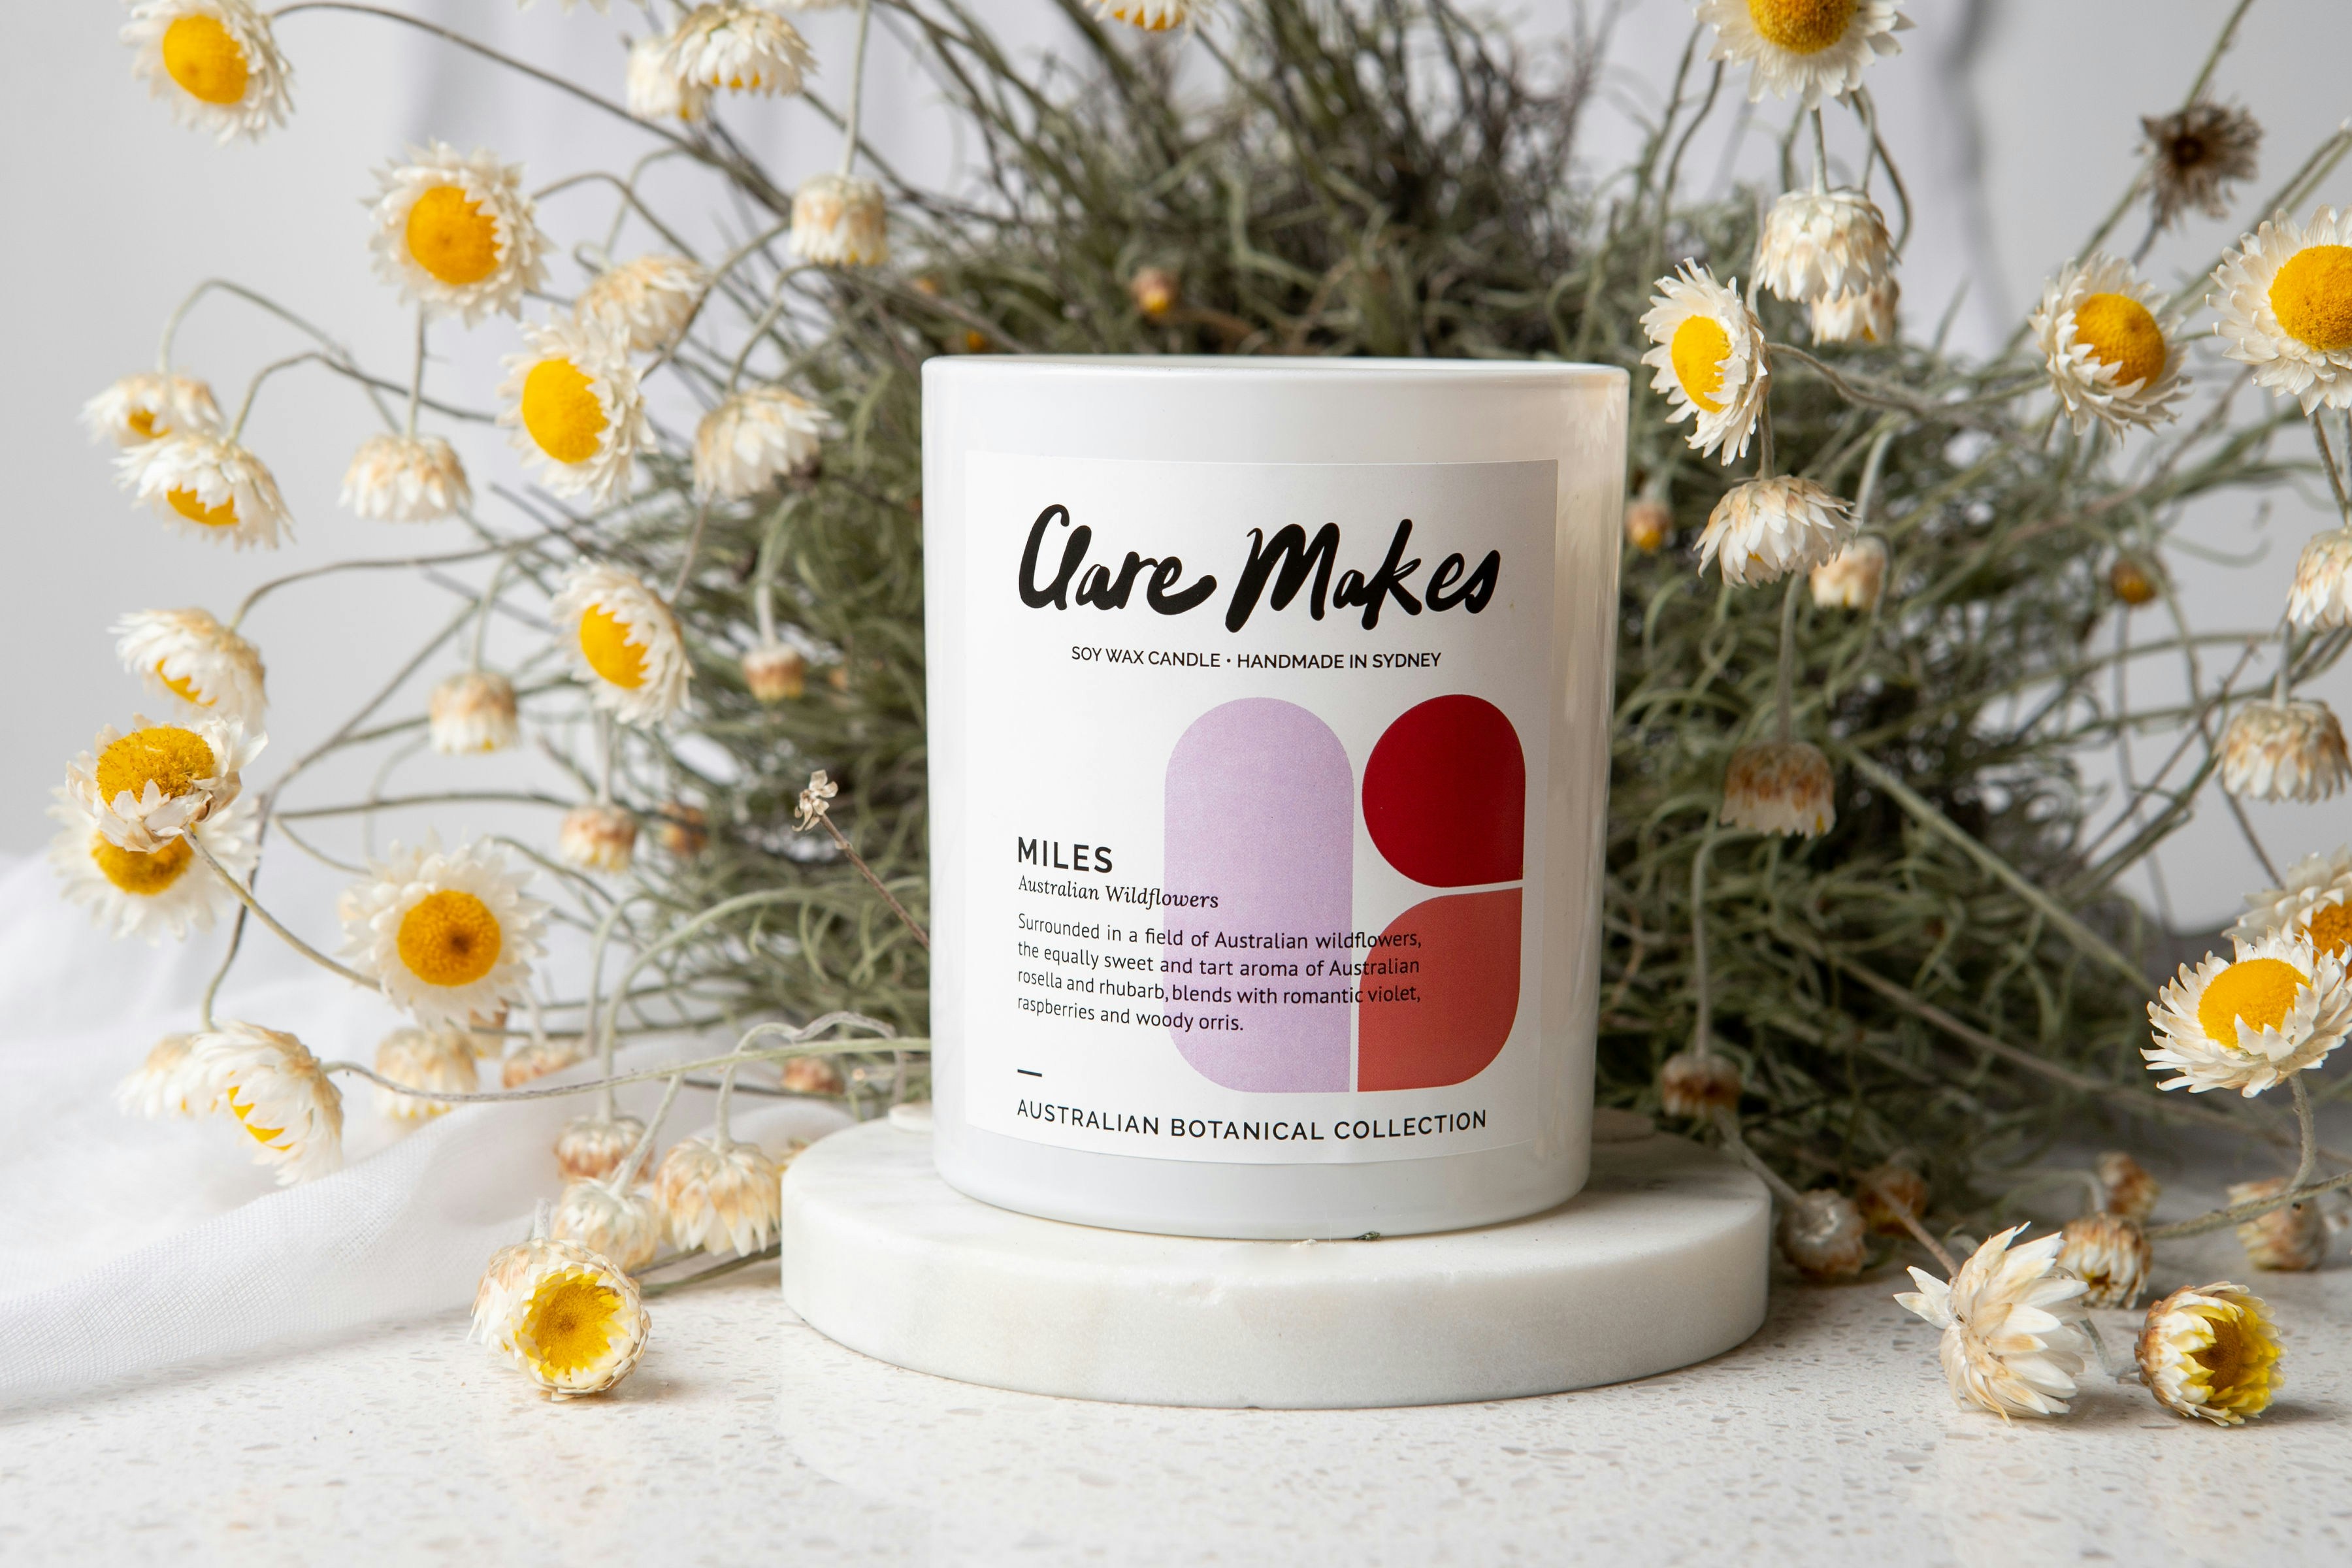 Clare Makes
SOY WAX CANDLE • HANDMADE IN SYDNEY
MILES
Australian Wildflowers
Surrounded in a field of Australian wildflowers,
the equally sweet and tart aroma of Australian
rosella and rhubarb, blends with romantic violet,
raspberries and woody orris.
—
AUSTRALIAN BOTANICAL COLLECTION